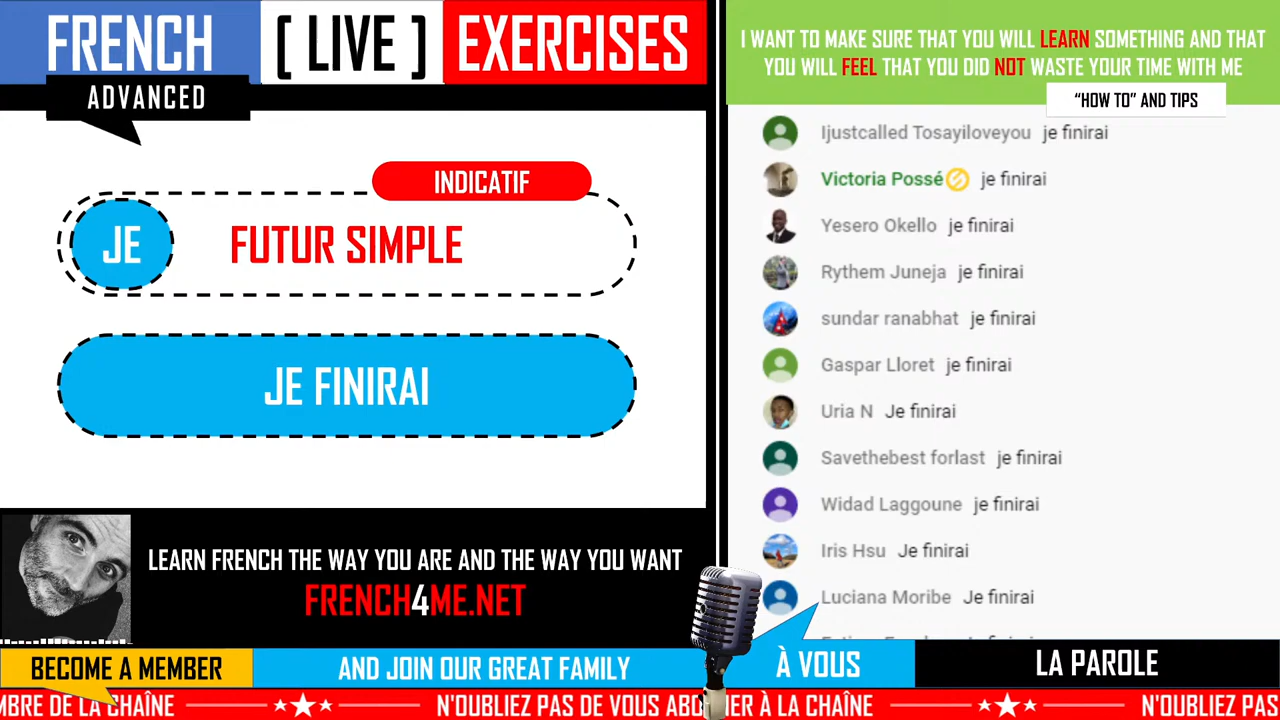 FRENCH [ LIVE ] EXERCISES
ADVANCED
INDICATIF
JE FUTUR SIMPLE
JE FINIRAI
LEARN FRENCH THE WAY YOU ARE AND THE WAY YOU WANT
FRENCH4ME.NET
I WANT TO MAKE SURE THAT YOU WILL LEARN SOMETHING AND THAT
YOU WILL FEEL THAT YOU DID NOT WASTE YOUR TIME WITH ME
"HOW TO" AND TIPS
Ijustcalled Tosayiloveyou je finirai
Victoria Possé je finirai
Yesero Okello je finirai
Rythem Juneja je finirai
sundar ranabhat je finirai
Gaspar Lloret je finirai
Uria N Je finirai
Savethebest forlast je finirai
Widad Laggoune je finirai
Iris Hsu Je finirai
Luciana Moribe Je finirai
BECOME A MEMBER AND JOIN OUR GREAT FAMILY À VOUS LA PAROLE
MBRE DE LA CHAÎNE N'OUBLIEZ PAS DE VOUS ABO NER À LA CHAÎNE N'OUBLIEZ PAS